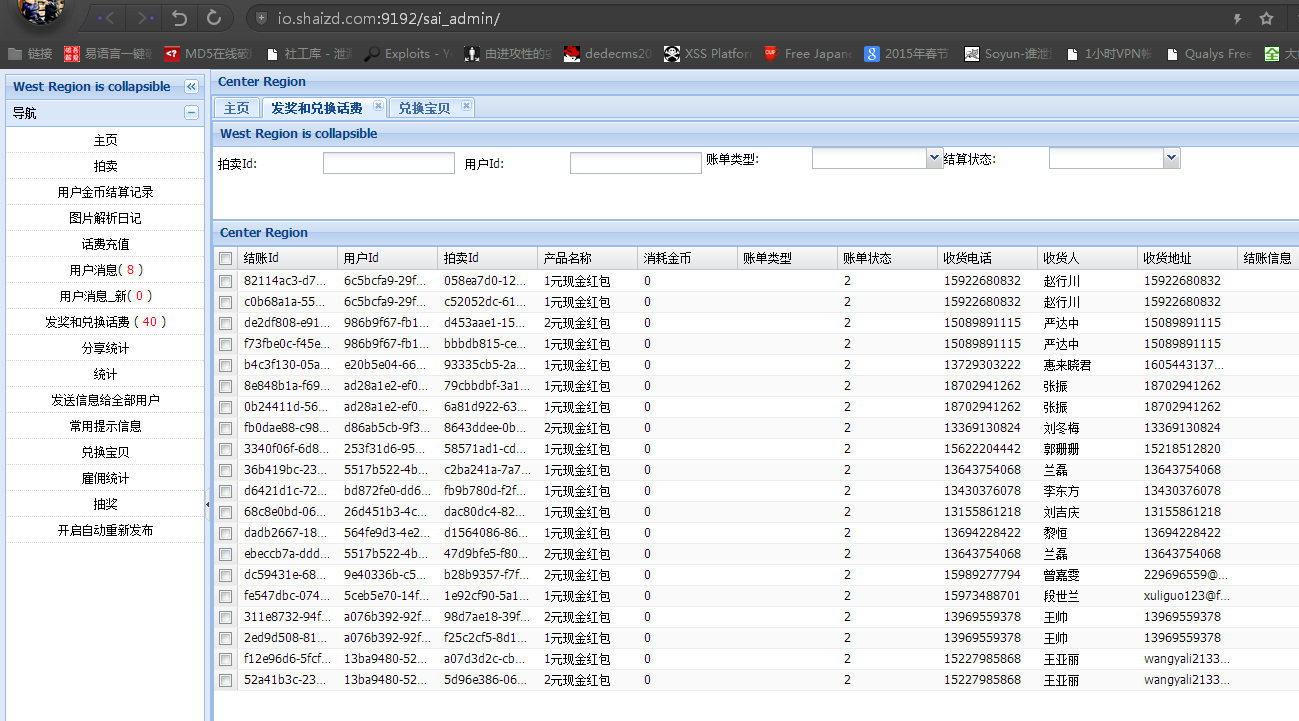 io.shaizd.com:9192/sai_admin/
链接 易语言一键 MD5在线破 社工库 - 泄 Exploits - 由进攻性的 dedecms20 XSS Platfor Free Japan 2015年春节 Soyun-谁泄 1小时VPN帐 Qualys Free 大
West Region is collapsible
导航
主页
拍卖
用户金币结算记录
图片解析日记
话费充值
用户消息( 8 )
用户消息_新( 0 )
发奖和兑换话费 ( 40 )
分享统计
统计
发送信息给全部用户
常用提示信息
兑换宝贝
雇佣统计
抽奖
开启自动重新发布
Center Region
主页 发奖和兑换话费 兑换宝贝
West Region is collapsible
拍卖Id: 用户Id: 账单类型: 结算状态:
Center Region
结账Id 用户Id 拍卖Id 产品名称 消耗金币 账单类型 账单状态 收货电话 收货人 收货地址 结账信息
82114ac3-d7... 6c5bcfa9-29f... 058ea7d0-12... 1元现金红包 0 2 15922680832 赵行川 15922680832
c0b68a1a-55... 6c5bcfa9-29f... c52052dc-61... 1元现金红包 0 2 15922680832 赵行川 15922680832
de2df808-e91... 986b9f67-fb1... d453aae1-15... 2元现金红包 0 2 15089891115 严达中 15089891115
f73fbe0c-f45e... 986b9f67-fb1... bbbdb815-ce... 1元现金红包 0 2 15089891115 严达中 15089891115
b4c3f130-05a... e20b5e04-66... 93335cb5-2a... 1元现金红包 0 2 13729303222 惠来晓君 1605443137...
8e848b1a-f69... ad28a1e2-ef0... 79cbbdbf-3a1... 1元现金红包 0 2 18702941262 张振 18702941262
0b24411d-56... ad28a1e2-ef0... 6a81d922-63... 1元现金红包 0 2 18702941262 张振 18702941262
fb0dae88-c98... d86ab5cb-9f3... 8643ddee-0b... 2元现金红包 0 2 13369130824 刘冬梅 13369130824
3340f06f-6d8... 253f31d6-95... 58571ad1-cd... 1元现金红包 0 2 15622204442 郭珊珊 15218512820
36b419bc-23... 5517b522-4b... c2ba241a-7a7... 1元现金红包 0 2 13643754068 兰磊 13643754068
d6421d1c-72... bd872fe0-dd6... fb9b780d-f2f... 1元现金红包 0 2 13430376078 李东方 13430376078
68c8e0bd-06... 26d451b3-4c... dac80dc4-82... 1元现金红包 0 2 13155861218 刘吉庆 13155861218
dadb2667-18... 564fe9d3-4e2... d1564086-86... 1元现金红包 0 2 13694228422 黎恒 13694228422
ebeccb7a-ddd... 5517b522-4b... 47d9bfe5-f80... 2元现金红包 0 2 13643754068 兰磊 13643754068
dc59431e-68... 9e40336b-c5... b28b9357-f7f... 2元现金红包 0 2 15989277794 曾嘉雯 229696559@...
fe547dbc-074... 5ceb5e70-14f... 1e92cf90-5a1... 1元现金红包 0 2 15973488701 段世兰 xuliguo123@f...
311e8732-94f... a076b392-92f... 98d7ae18-39f... 2元现金红包 0 2 13969559378 王帅 13969559378
2ed9d508-81... a076b392-92f... f25c2cf5-8d1... 1元现金红包 0 2 13969559378 王帅 13969559378
f12e96d6-5fcf... 13ba9480-52... a07d3d2c-cb... 1元现金红包 0 2 15227985868 王亚丽 wangyali2133...
52a41b3c-23... 13ba9480-52... 5d96e386-06... 2元现金红包 0 2 15227985868 王亚丽 wangyali2133...